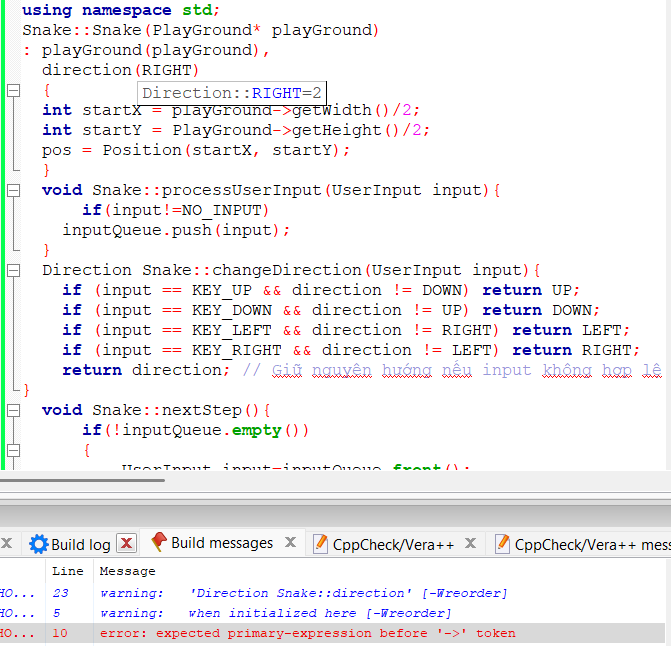 using namespace std;
Snake::Snake(PlayGround* playGround)
: playGround(playGround),
direction(RIGHT)
{
Direction::RIGHT=2
int startX = playGround->getWidth()/2;
int startY = PlayGround->getHeight()/2;
pos = Position(startX, startY);
}
void Snake::processUserInput(UserInput input){
if(input!=NO_INPUT)
inputQueue.push(input);
}
Direction Snake::changeDirection(UserInput input){
if (input == KEY_UP && direction != DOWN) return UP;
if (input == KEY_DOWN && direction != UP) return DOWN;
if (input == KEY_LEFT && direction != RIGHT) return LEFT;
if (input == KEY_RIGHT && direction != LEFT) return RIGHT;
return direction; // Giữ nguyên hướng nếu input không hợp lệ
}
void Snake::nextStep(){
if(!inputQueue.empty())
{
UserInput input=inputQueue.front();
X Build log X Build messages X CppCheck/Vera++ X CppCheck/Vera++ mes
Line Message
HO... 23 warning: 'Direction Snake::direction' [-Wreorder]
HO... 5 warning: when initialized here [-Wreorder]
HO... 10 error: expected primary-expression before '->' token